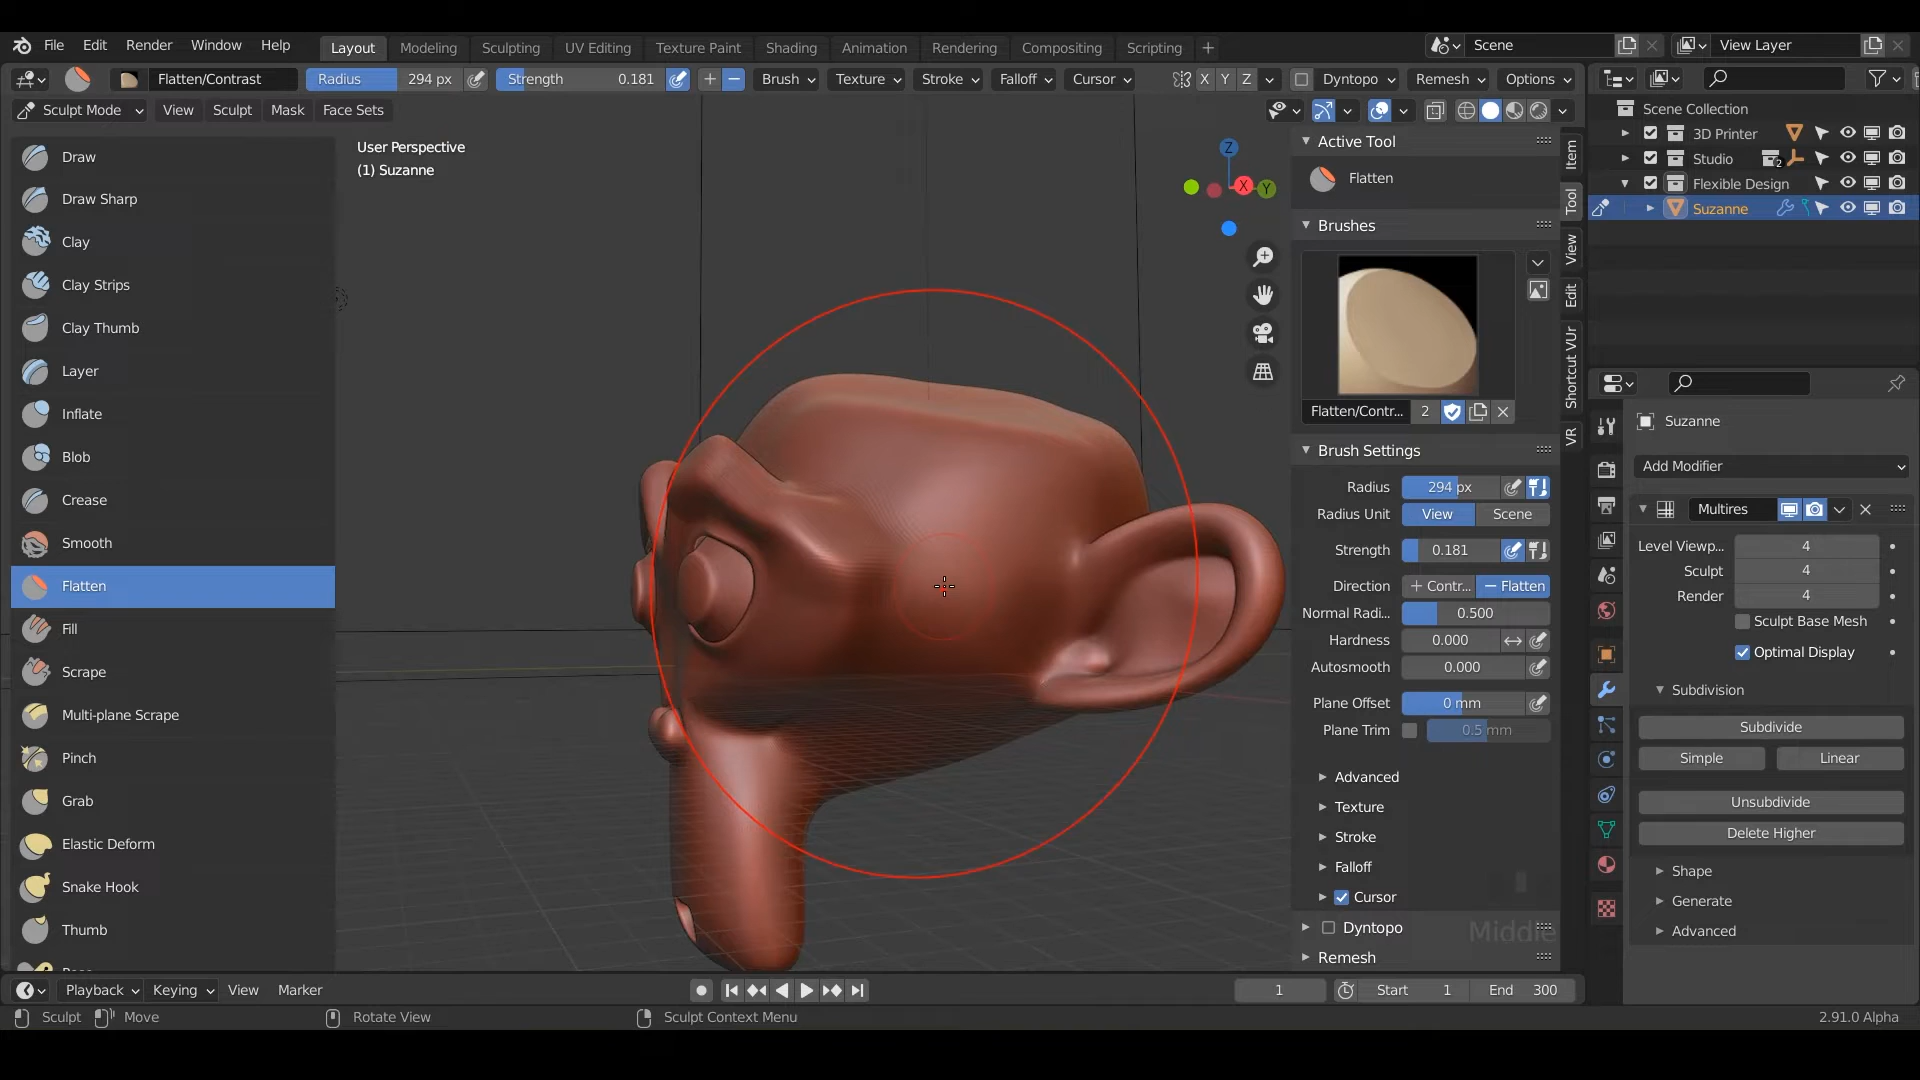 File Edit Render Window Help Layout Modeling Sculpting UV Editing Texture Paint Shading Animation Rendering Compositing Scripting + Scene View Layer
Flatten/Contrast Radius 294 px Strength 0.181 + − Brush Texture Stroke Falloff Cursor X Y Z Dyntopo Remesh Options
Sculpt Mode View Sculpt Mask Face Sets
User Perspective
(1) Suzanne
Draw
Draw Sharp
Clay
Clay Strips
Clay Thumb
Layer
Inflate
Blob
Crease
Smooth
Flatten
Fill
Scrape
Multi-plane Scrape
Pinch
Grab
Elastic Deform
Snake Hook
Thumb
Z
X
Y
Active Tool
Flatten
Brushes
Flatten/Contr... 2
Brush Settings
Radius 294 px
Radius Unit View Scene
Strength 0.181
Direction + Contr... − Flatten
Normal Radi... 0.500
Hardness 0.000
Autosmooth 0.000
Plane Offset 0 mm
Plane Trim 0.5 mm
Advanced
Texture
Stroke
Falloff
Cursor
Dyntopo
Middle
Remesh
Item
Tool
View
Edit
Shortcut VUr
VR
Scene Collection
3D Printer
Studio 2
Flexible Design
Suzanne
Suzanne
Add Modifier
Multires
Level Viewp... 4
Sculpt 4
Render 4
Sculpt Base Mesh
Optimal Display
Subdivision
Subdivide
Simple Linear
Unsubdivide
Delete Higher
Shape
Generate
Advanced
Playback Keying View Marker 1 Start 1 End 300
Sculpt Move Rotate View Sculpt Context Menu 2.91.0 Alpha